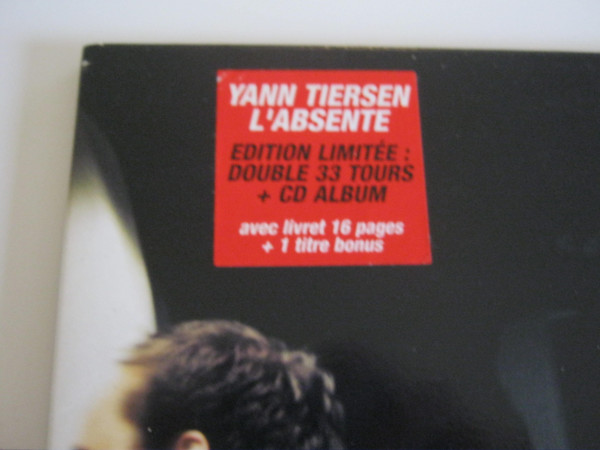 YANN TIERSEN
L'ABSENTE
EDITION LIMITÉE :
DOUBLE 33 TOURS
+ CD ALBUM
avec livret 16 pages
+ 1 titre bonus